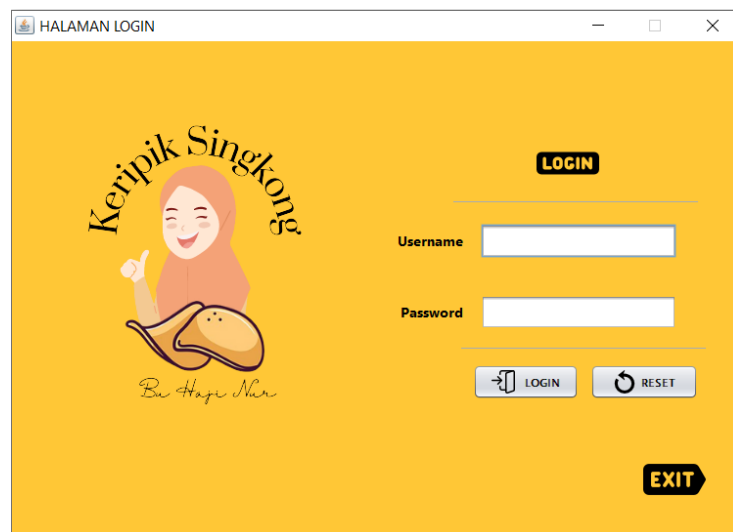 HALAMAN LOGIN
Keripik Singkong
Bu Haji Nur
LOGIN
Username
Password
LOGIN
RESET
EXIT